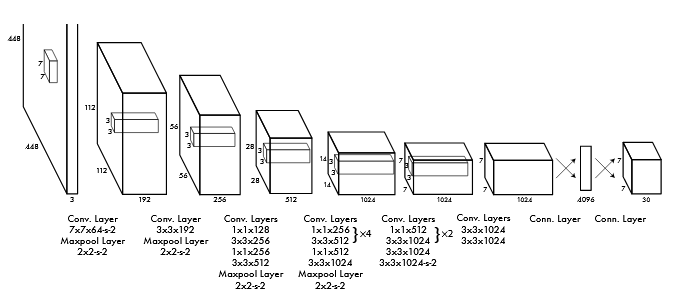 448
448
7
7
3
112
112
3
3
192
56
56
3
3
256
28
28
3
3
512
14
14
3
3
1024
7
7
3
3
1024
7
7
1024
4096
7
7
30
Conv. Layer
7x7x64-s-2
Maxpool Layer
2x2-s-2
Conv. Layer
3x3x192
Maxpool Layer
2x2-s-2
Conv. Layers
1x1x128
3x3x256
1x1x256
3x3x512
Maxpool Layer
2x2-s-2
Conv. Layers
1x1x256
3x3x512
}x4
1x1x512
3x3x1024
Maxpool Layer
2x2-s-2
Conv. Layers
1x1x512
3x3x1024
}x2
3x3x1024
3x3x1024-s-2
Conv. Layers
3x3x1024
3x3x1024
Conn. Layer
Conn. Layer